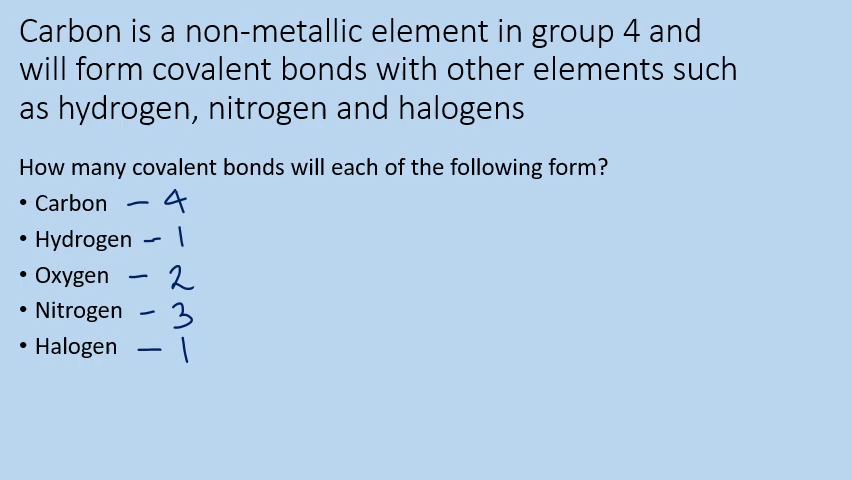 Carbon is a non-metallic element in group 4 and
will form covalent bonds with other elements such
as hydrogen, nitrogen and halogens
How many covalent bonds will each of the following form?
• Carbon – 4
• Hydrogen – 1
• Oxygen – 2
• Nitrogen – 3
• Halogen – 1